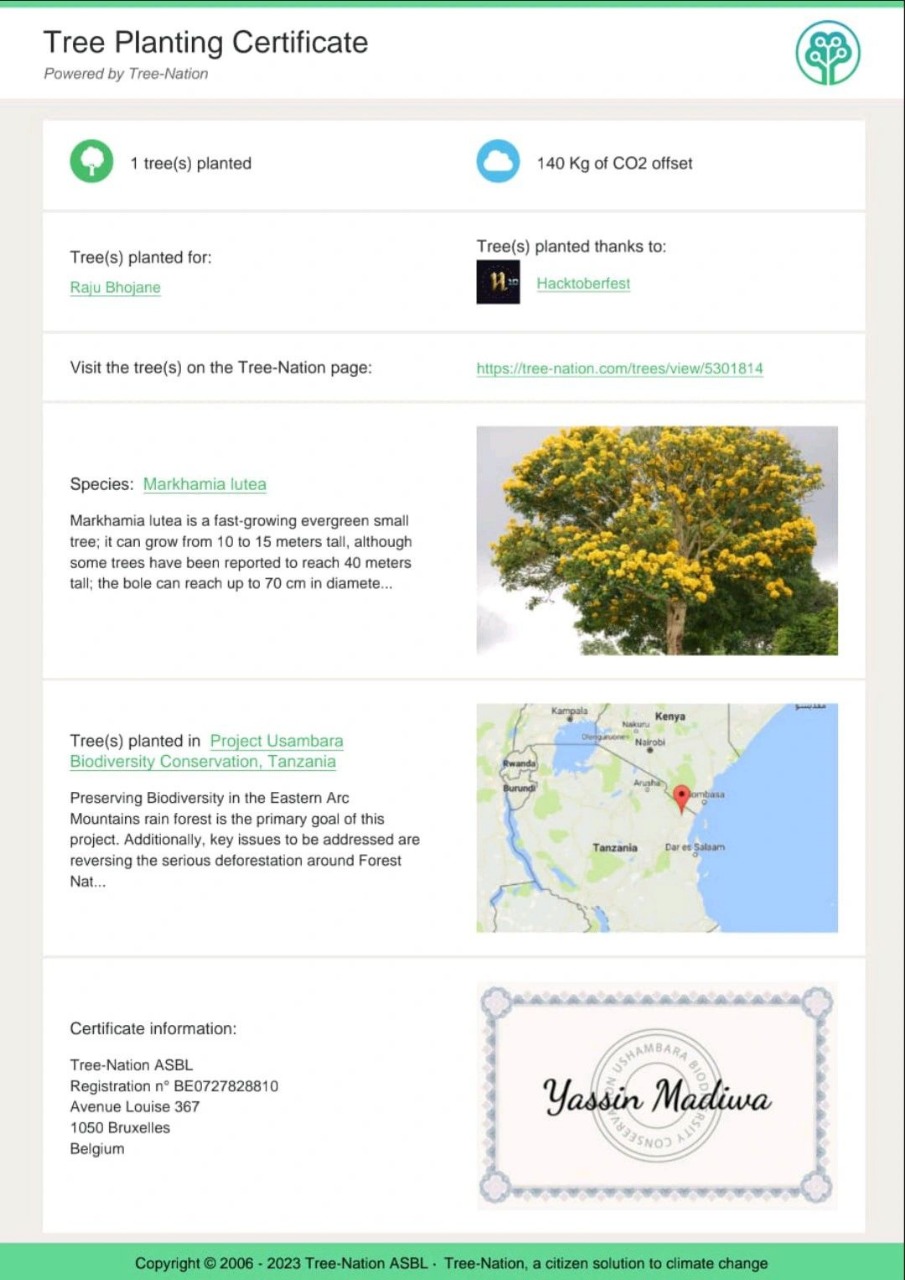 Tree Planting Certificate
Powered by Tree-Nation
1 tree(s) planted
140 Kg of CO2 offset
Tree(s) planted for:
Raju Bhojane
Tree(s) planted thanks to:
Hacktoberfest
Visit the tree(s) on the Tree-Nation page:
https://tree-nation.com/trees/view/5301814
Species: Markhamia lutea
Markhamia lutea is a fast-growing evergreen small
tree; it can grow from 10 to 15 meters tall, although
some trees have been reported to reach 40 meters
tall; the bole can reach up to 70 cm in diamete...
Tree(s) planted in Project Usambara
Biodiversity Conservation, Tanzania
Preserving Biodiversity in the Eastern Arc
Mountains rain forest is the primary goal of this
project. Additionally, key issues to be addressed are
reversing the serious deforestation around Forest
Nat...
Kampala
Kenya
Nakuru
Nairobi
Rwanda
Burundi
Arusha
ombasa
Tanzania
Dar es Salaam
Certificate information:
Tree-Nation ASBL
Registration n° BE0727828810
Avenue Louise 367
1050 Bruxelles
Belgium
USHAMBARA BIOD
ERSITY CONSERVA
ON
Yassin Madiwa
Copyright © 2006 - 2023 Tree-Nation ASBL · Tree-Nation, a citizen solution to climate change